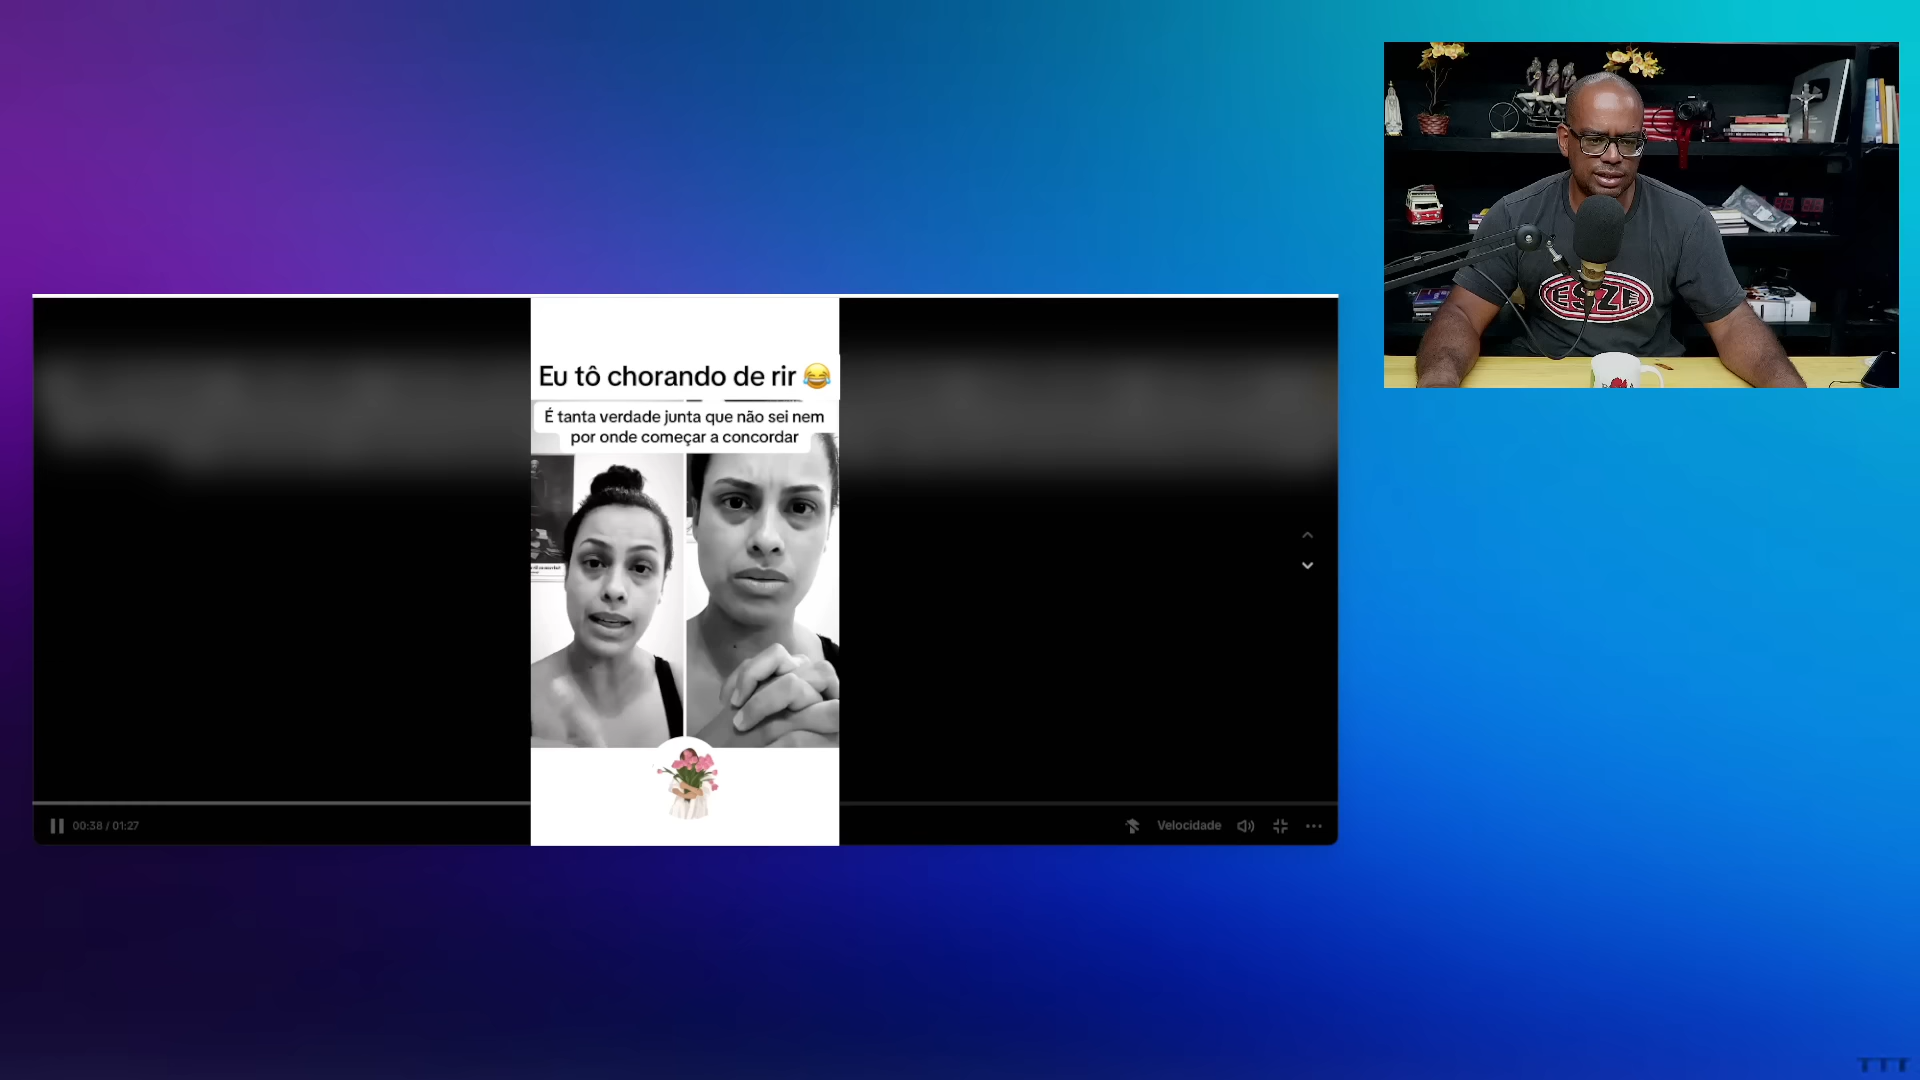 Eu tô chorando de rir 😂
É tanta verdade junta que não sei nem
por onde começar a concordar
00:38 / 01:27
Velocidade
ESZE
TTT